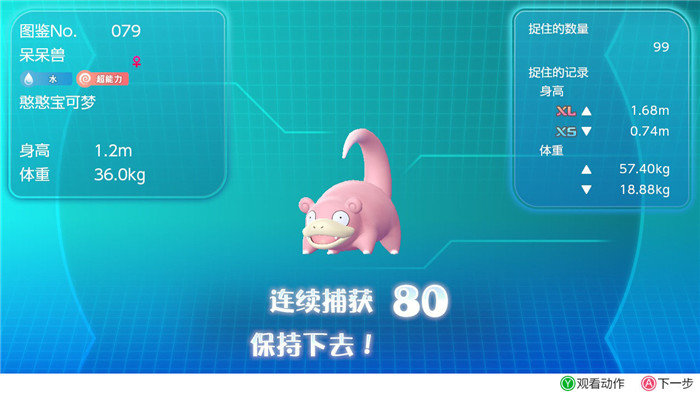 图鉴No. 079
呆呆兽 ♀
水 超能力
憨憨宝可梦
身高 1.2m
体重 36.0kg
捉住的数量
99
捉住的记录
身高
XL ▲ 1.68m
XS ▼ 0.74m
体重
▲ 57.40kg
▼ 18.88kg
连续捕获 80
保持下去!
Y 观看动作 A 下一步